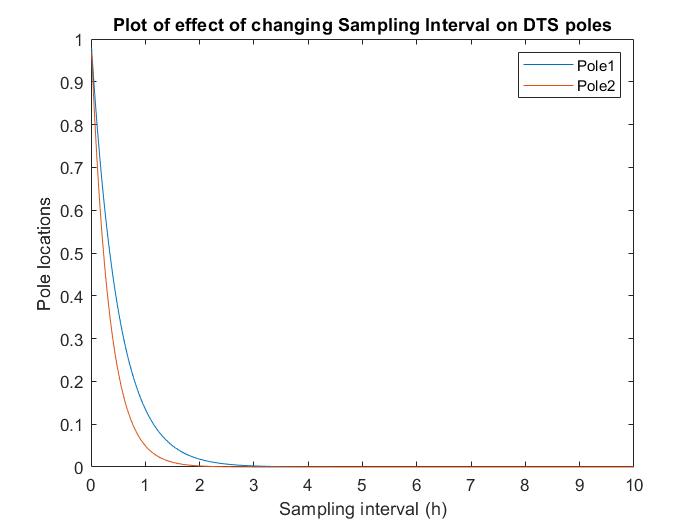 Plot of effect of changing Sampling Interval on DTS poles
1
Pole1
Pole2
0.9
0.8
0.7
0.6
0.5
0.4
0.3
0.2
0.1
0
Pole locations
0 1 2 3 4 5 6 7 8 9 10
Sampling interval (h)